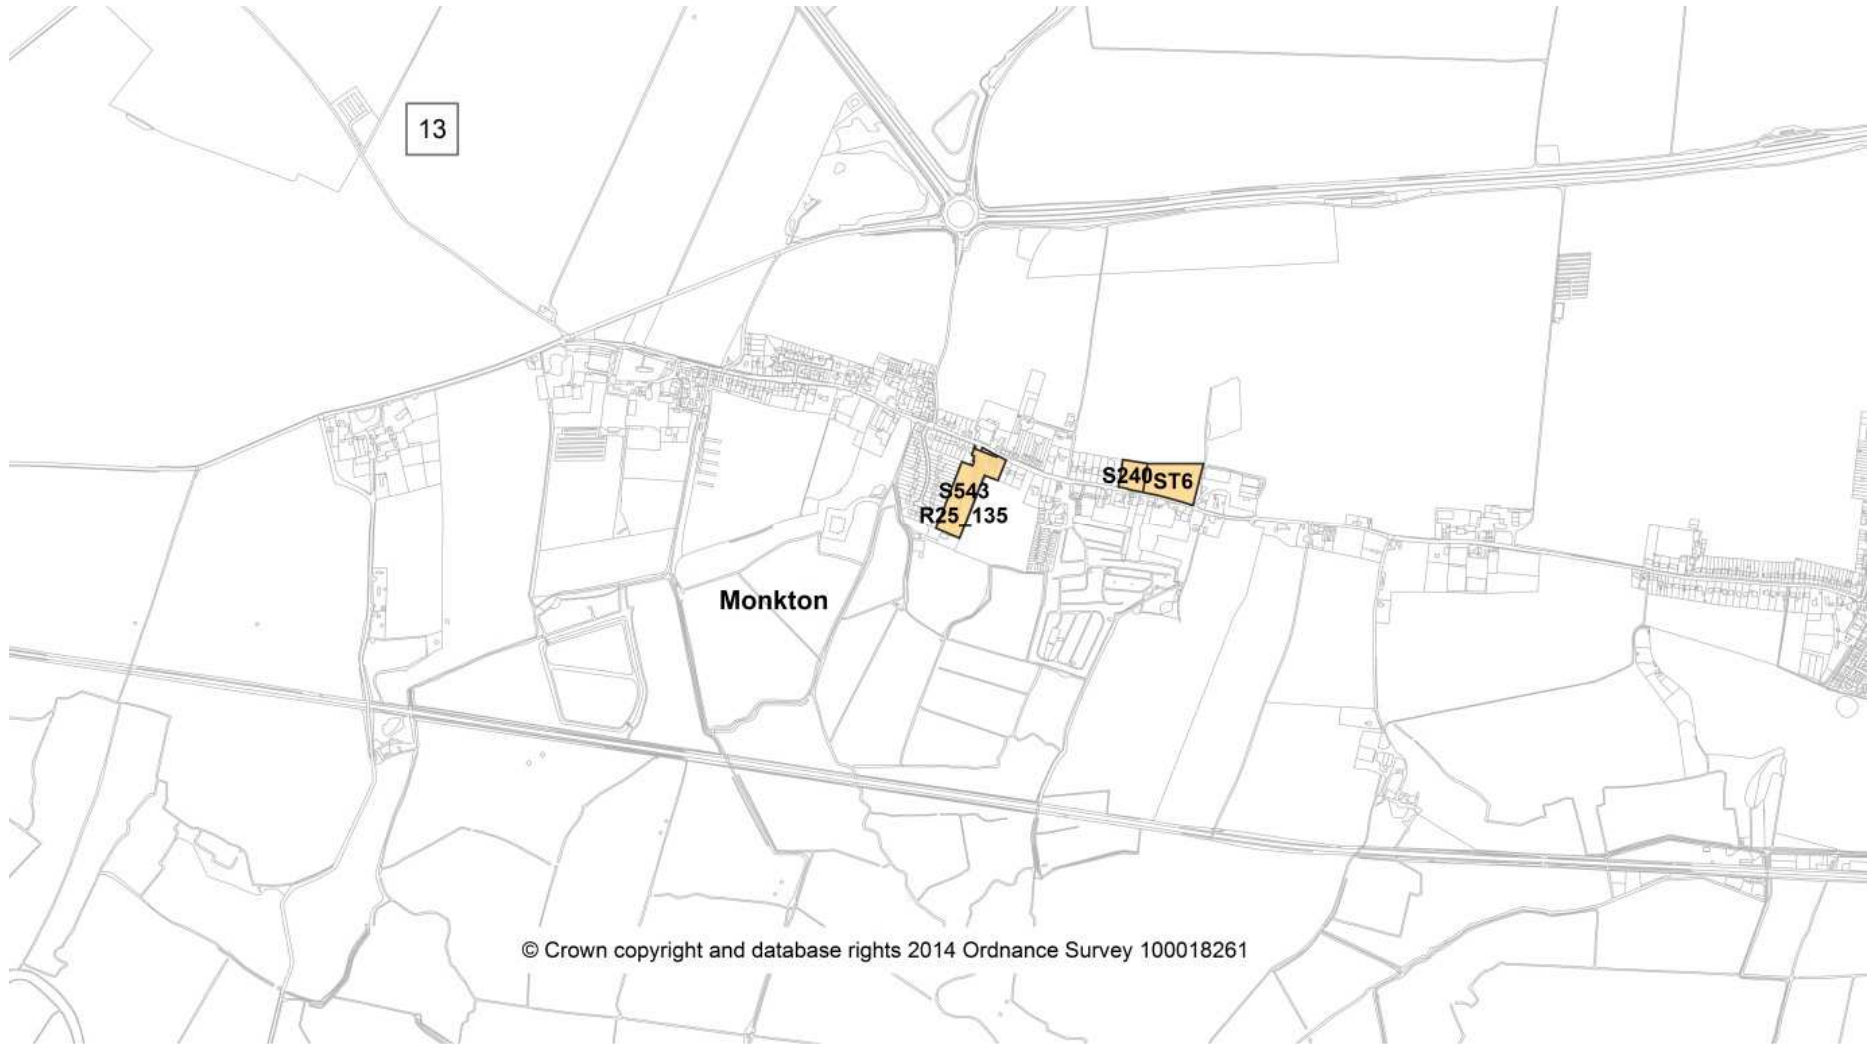 13
S240 ST6
S543
R25_135
Monkton
© Crown copyright and database rights 2014 Ordnance Survey 100018261